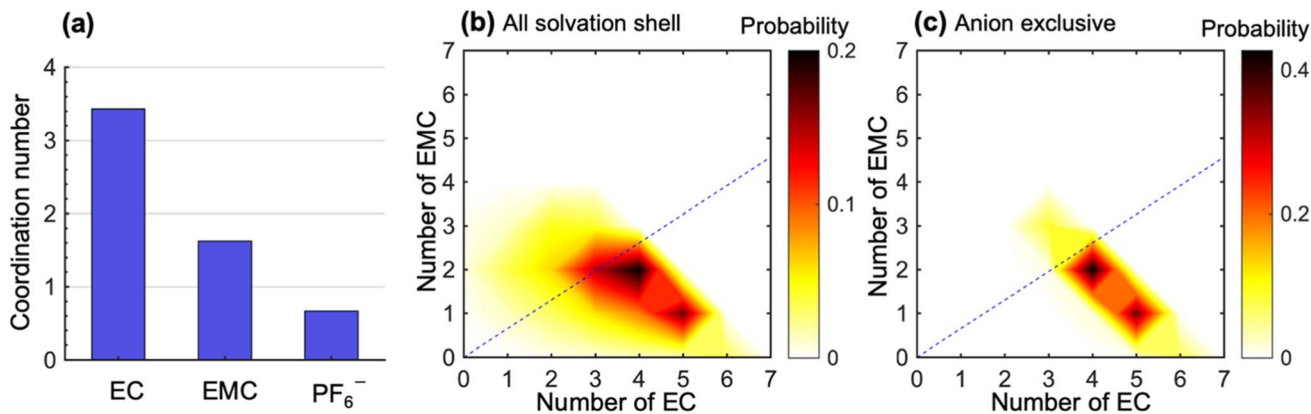 (a)
Coordination number
4
3
2
1
0
EC EMC PF₆⁻
(b) All solvation shell Probability
Number of EMC
7
6
5
4
3
2
1
0
0 1 2 3 4 5 6 7
Number of EC
0.2
0.1
0
(c) Anion exclusive Probability
Number of EMC
7
6
5
4
3
2
1
0
0 1 2 3 4 5 6 7
Number of EC
0.4
0.2
0